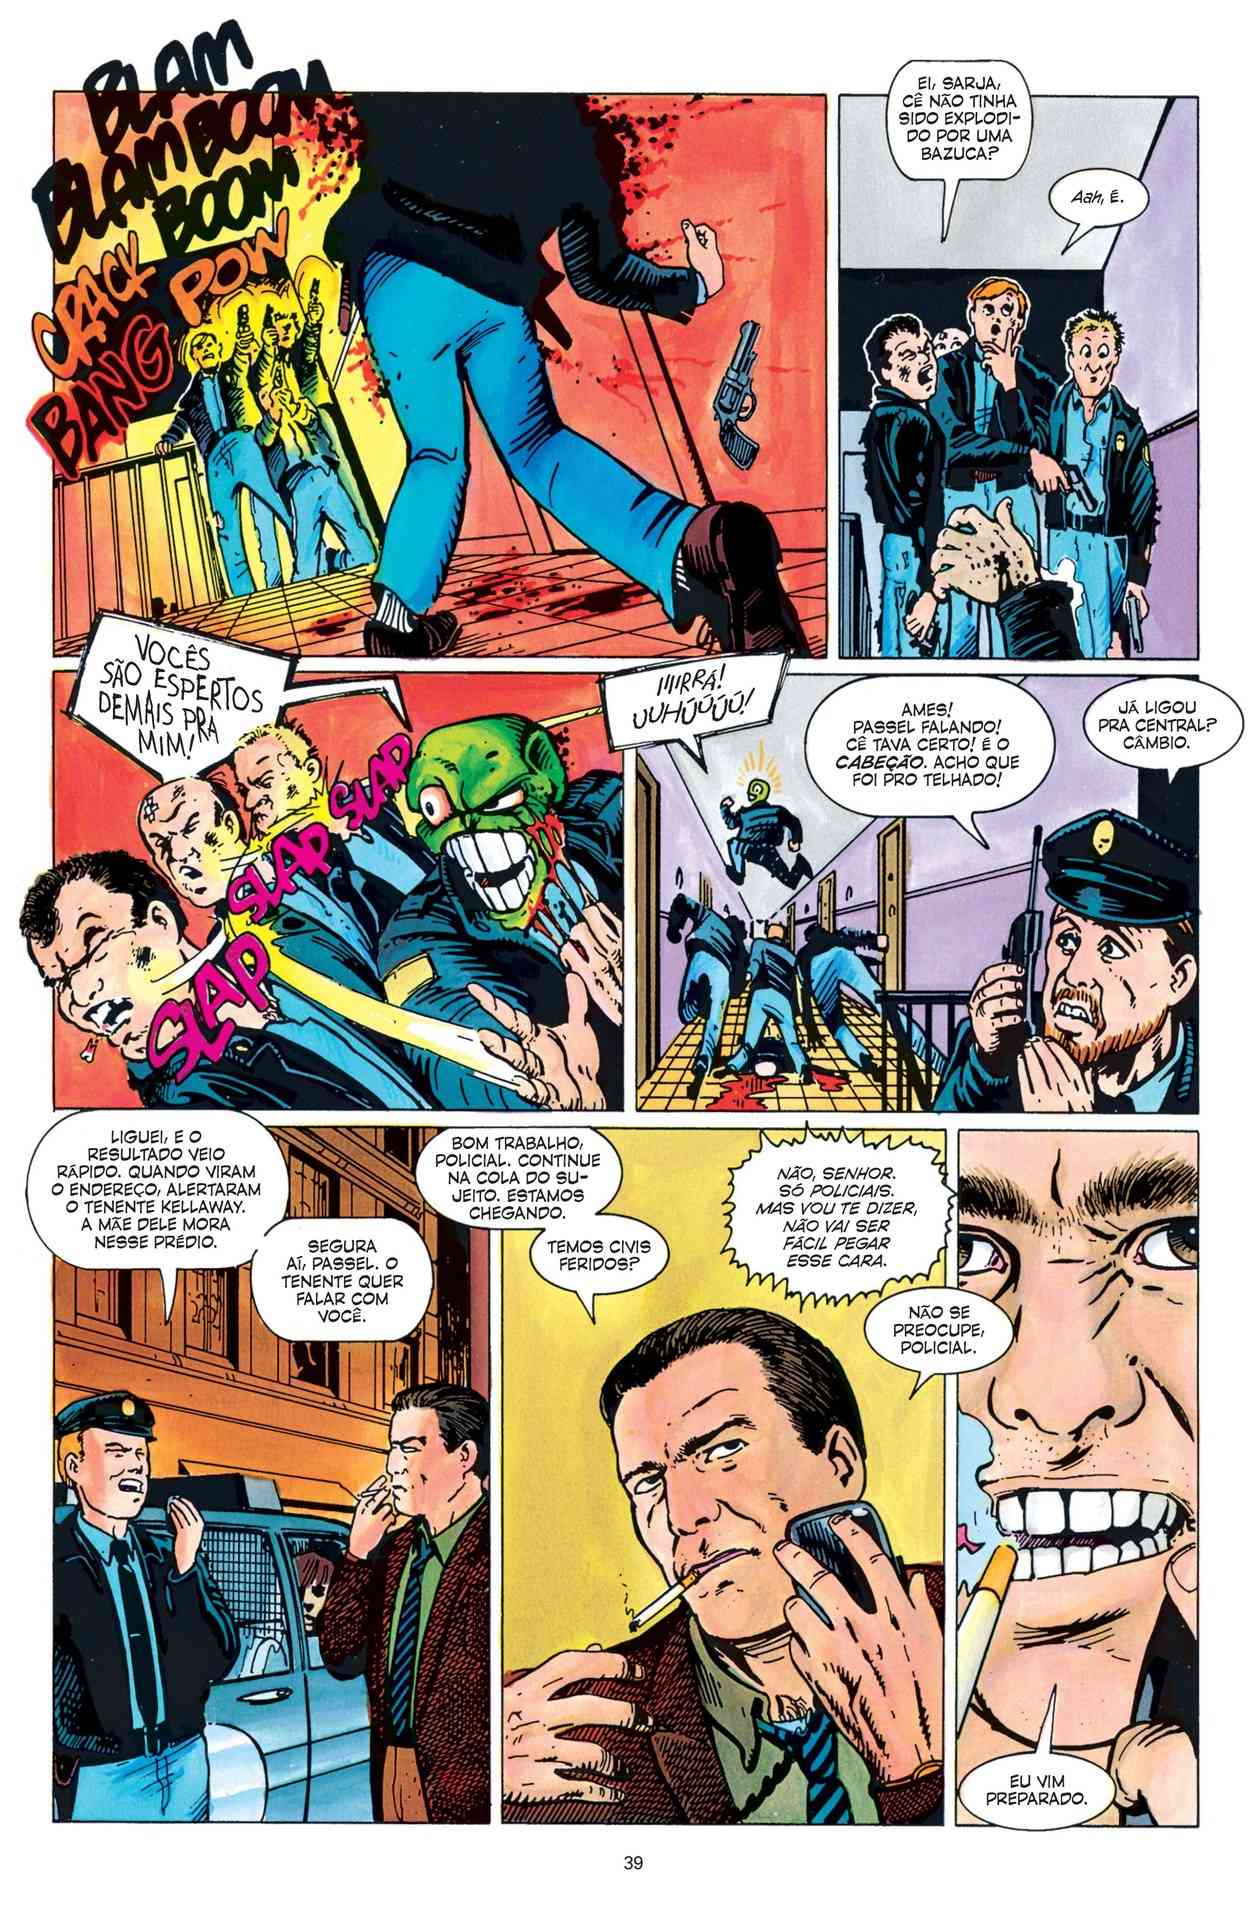 BLAM
BLAM BOOM
BLAM BOOM
CRACK POW
BANG
EI, SARJA,
CÊ NÃO TINHA
SIDO EXPLODI-
DO POR UMA
BAZUCA?
Aah, É.
VOCÊS
SÃO ESPERTOS
DEMAIS PRA
MIM!
SLAP
SLAP
SLAP
IIIRRÁ!
UUHÚÚÚÚ!
AMES!
PASSEL FALANDO!
CÊ TAVA CERTO! É O
CABEÇÃO. ACHO QUE
FOI PRO TELHADO!
JÁ LIGOU
PRA CENTRAL?
CÂMBIO.
LIGUEI, E O
RESULTADO VEIO
RÁPIDO. QUANDO VIRAM
O ENDEREÇO, ALERTARAM
O TENENTE KELLAWAY.
A MÃE DELE MORA
NESSE PRÉDIO.
SEGURA
AÍ, PASSEL. O
TENENTE QUER
FALAR COM
VOCÊ.
BOM TRABALHO,
POLICIAL. CONTINUE
NA COLA DO SU-
JEITO. ESTAMOS
CHEGANDO.
TEMOS CIVIS
FERIDOS?
NÃO, SENHOR.
SÓ POLICIAIS.
MAS VOU TE DIZER,
NÃO VAI SER
FÁCIL PEGAR
ESSE CARA.
NÃO SE
PREOCUPE,
POLICIAL.
EU VIM
PREPARADO.
39